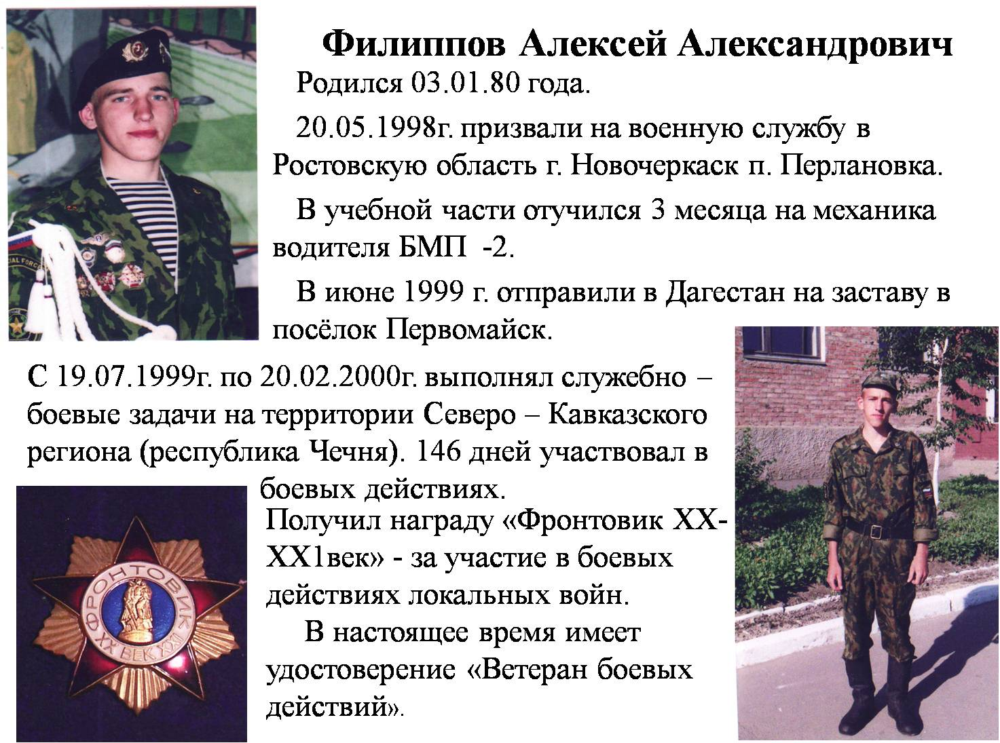 Филиппов Алексей Александрович
Родился 03.01.80 года.
20.05.1998г. призвали на военную службу в
Ростовскую область г. Новочеркаск п. Перлановка.
В учебной части отучился 3 месяца на механика
водителя БМП -2.
В июне 1999 г. отправили в Дагестан на заставу в
посёлок Первомайск.
С 19.07.1999г. по 20.02.2000г. выполнял служебно –
боевые задачи на территории Северо – Кавказского
региона (республика Чечня). 146 дней участвовал в
боевых действиях.
Получил награду «Фронтовик XX-
XX1век» - за участие в боевых
действиях локальных войн.
В настоящее время имеет
удостоверение «Ветеран боевых
действий».
ФРОНТОВИК
XX ВЕК XXI
CIAL FORCE